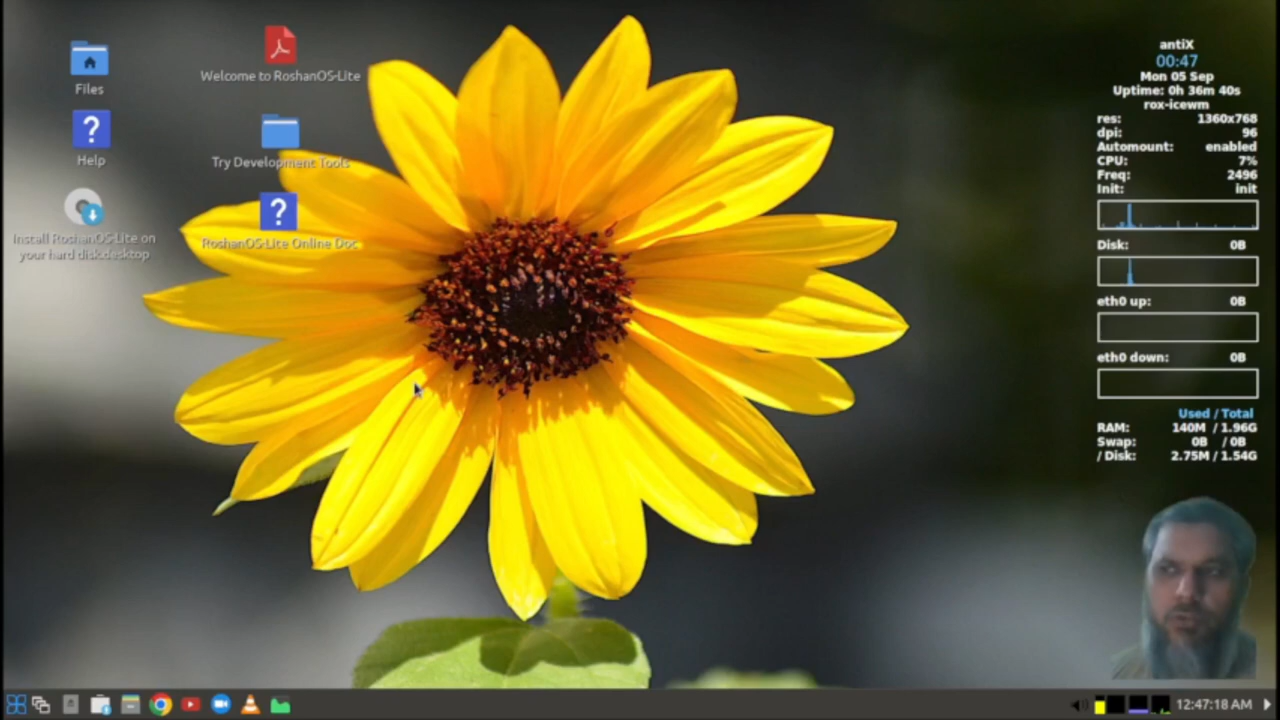 Files
Welcome to RoshanOS-Lite
Help
Try Development Tools
Install RoshanOS-Lite on
your hard disk.desktop
RoshanOS-Lite Online Doc
antiX
00:47
Mon 05 Sep
Uptime: 0h 36m 40s
rox-icewm
res: 1360x768
dpi: 96
Automount: enabled
CPU: 7%
Freq: 2496
Init: init
Disk: 0B
eth0 up: 0B
eth0 down: 0B
Used / Total
RAM: 140M / 1.96G
Swap: 0B / 0B
/ Disk: 2.75M / 1.54G
12:47:18 AM